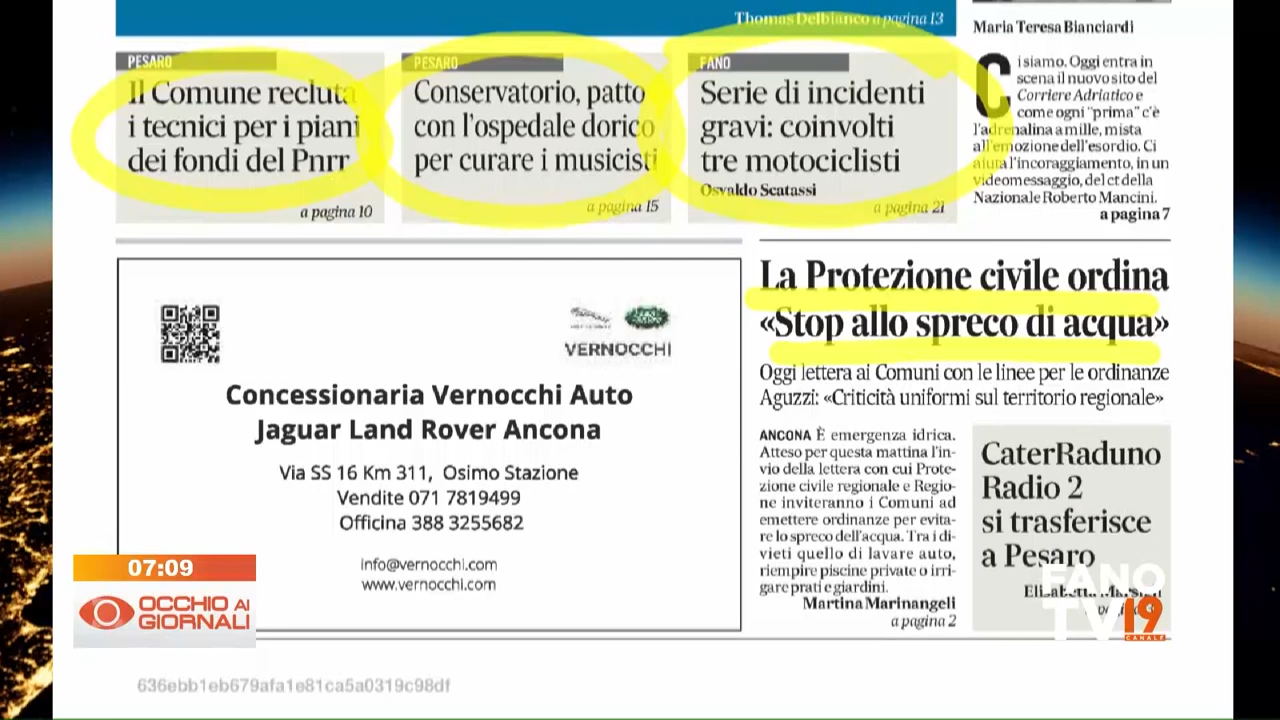 Thomas Delbianco a pagina 13
PESARO
Il Comune recluta
i tecnici per i piani
dei fondi del Pnrr
a pagina 10
PESARO
Conservatorio, patto
con l'ospedale dorico
per curare i musicisti
a pagina 15
FANO
Serie di incidenti
gravi: coinvolti
tre motociclisti
Osvaldo Scatassi
a pagina 21
Maria Teresa Bianciardi
Ci siamo. Oggi entra in
scena il nuovo sito del
Corriere Adriatico e
come ogni "prima" c'è
l'adrenalina a mille, mista
all'emozione dell'esordio. Ci
aiuta l'incoraggiamento, in un
videomessaggio, del ct della
Nazionale Roberto Mancini.
a pagina 7
VERNOCCHI
Concessionaria Vernocchi Auto
Jaguar Land Rover Ancona
Via SS 16 Km 311, Osimo Stazione
Vendite 071 7819499
Officina 388 3255682
info@vernocchi.com
www.vernocchi.com
La Protezione civile ordina
«Stop allo spreco di acqua»
Oggi lettera ai Comuni con le linee per le ordinanze
Aguzzi: «Criticità uniformi sul territorio regionale»
ANCONA È emergenza idrica.
Atteso per questa mattina l'in-
vio della lettera con cui Prote-
zione civile regionale e Regio-
ne inviteranno i Comuni ad
emettere ordinanze per evita-
re lo spreco dell'acqua. Tra i di-
vieti quello di lavare auto,
riempire piscine private o irri-
gare prati e giardini.
Martina Marinangeli
a pagina 2
CaterRaduno
Radio 2
si trasferisce
a Pesaro
Elisabetta
07:09
OCCHIO AI
GIORNALI
FANO
TV 19
CANALE
636ebb1eb679afa1e81ca5a0319c98df